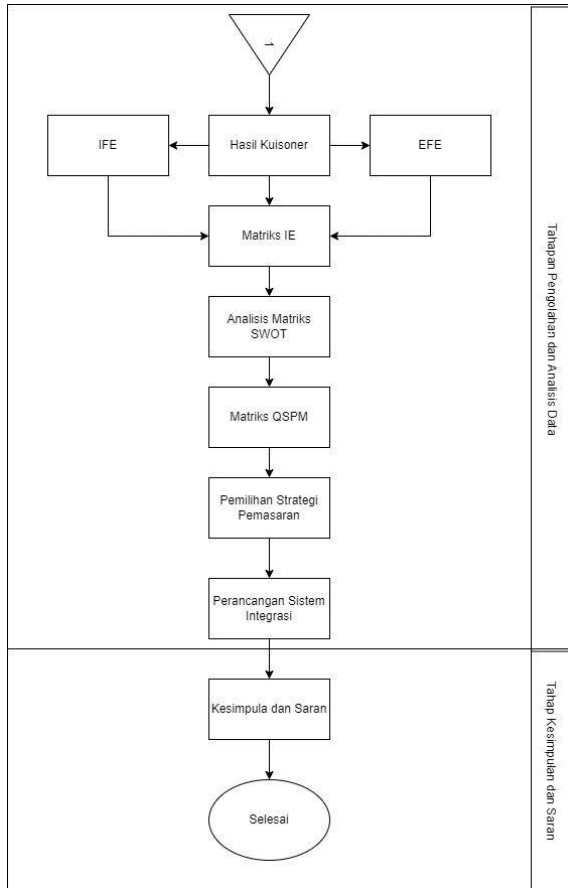 1
IFE
Hasil Kuisoner
EFE
Matriks IE
Analisis Matriks
SWOT
Matriks QSPM
Pemilihan Strategi
Pemasaran
Perancangan Sistem
Integrasi
Tahapan Pengolahan dan Analisis Data
Kesimpula dan Saran
Selesai
Tahap Kesimpulan dan Saran